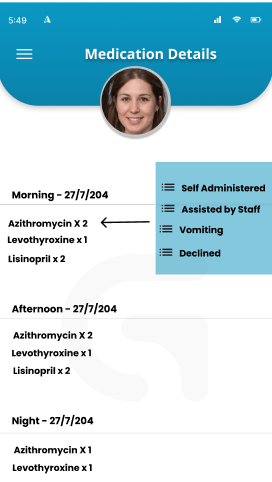 5:49
Medication Details
Self Administered
Assisted by Staff
Vomiting
Declined
Morning - 27/7/204
Azithromycin X 2
Levothyroxine x 1
Lisinopril x 2
Afternoon - 27/7/204
Azithromycin X 2
Levothyroxine x 1
Lisinopril x 2
Night - 27/7/204
Azithromycin X 1
Levothyroxine x 1